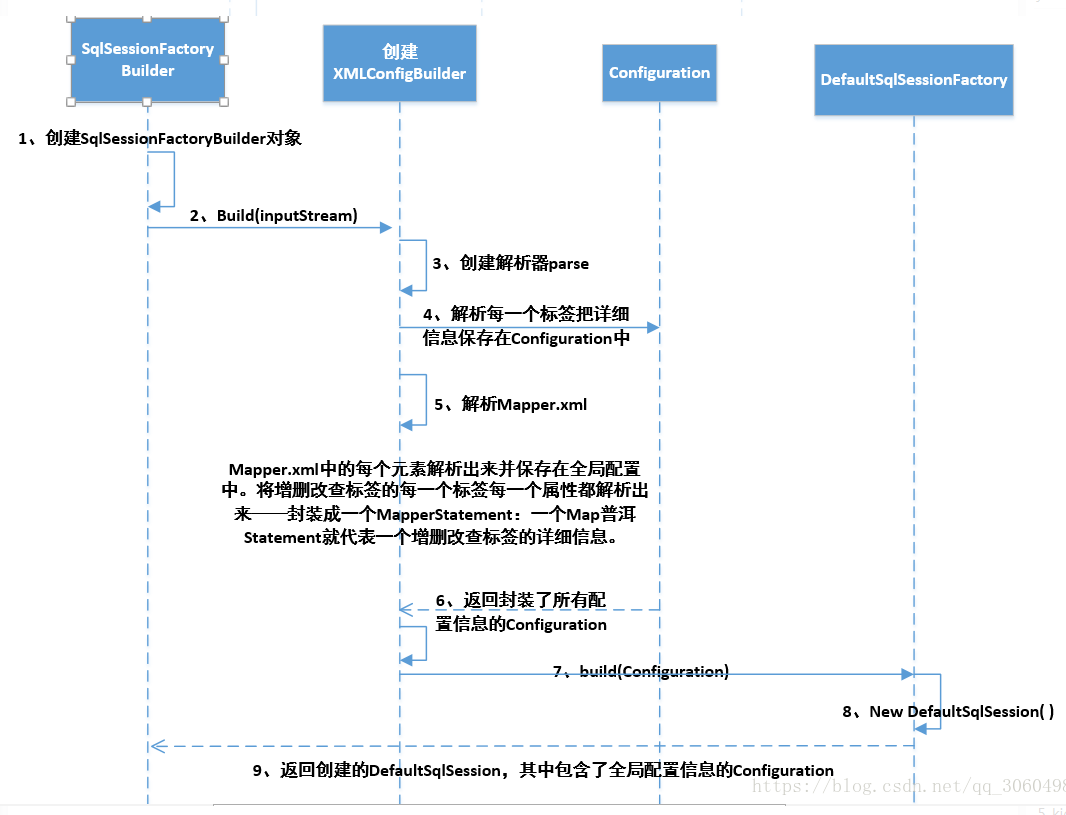 SqlSessionFactory
Builder
创建
XMLConfigBuilder
Configuration
DefaultSqlSessionFactory
1、创建SqlSessionFactoryBuilder对象
2、Build(inputStream)
3、创建解析器parse
4、解析每一个标签把详细
信息保存在Configuration中
5、解析Mapper.xml
Mapper.xml中的每个元素解析出来并保存在全局配置
中。将增删改查标签的每一个标签每一个属性都解析出
来——封装成一个MapperStatement：一个Map普洱
Statement就代表一个增删改查标签的详细信息。
6、返回封装了所有配
置信息的Configuration
7、build(Configuration)
8、New DefaultSqlSession( )
9、返回创建的DefaultSqlSession，其中包含了全局配置信息的Configuration
https://blog.csdn.net/qq_3060498